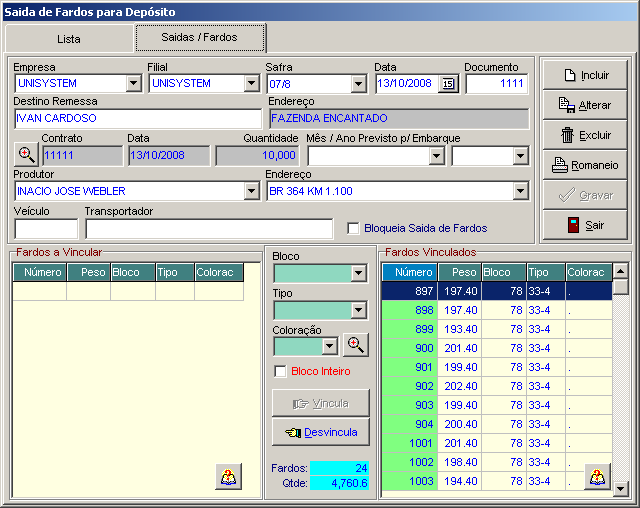 Saida de Fardos para Depósito
Lista Saidas / Fardos
Empresa Filial Safra Data Documento
UNISYSTEM UNISYSTEM 07/8 13/10/2008 15 1111
Destino Remessa Endereço
IVAN CARDOSO FAZENDA ENCANTADO
Contrato Data Quantidade Mês / Ano Previsto p/ Embarque
11111 13/10/2008 10,000
Produtor Endereço
INACIO JOSE WEBLER BR 364 KM 1.100
Veículo Transportador
Bloqueia Saida de Fardos
Incluir
Alterar
Excluir
Romaneio
Gravar
Sair
Fardos a Vincular
Número Peso Bloco Tipo Colorac
Bloco
Tipo
Coloração
Bloco Inteiro
Vincula
Desvincula
Fardos: 24
Qtde: 4,760.6
Fardos Vinculados
Número Peso Bloco Tipo Colorac
897 197.40 78 33-4 .
898 197.40 78 33-4 .
899 193.40 78 33-4 .
900 201.40 78 33-4 .
901 199.40 78 33-4 .
902 202.40 78 33-4 .
903 199.40 78 33-4 .
904 200.40 78 33-4 .
1001 201.40 78 33-4 .
1002 198.40 78 33-4 .
1003 194.40 78 33-4 .